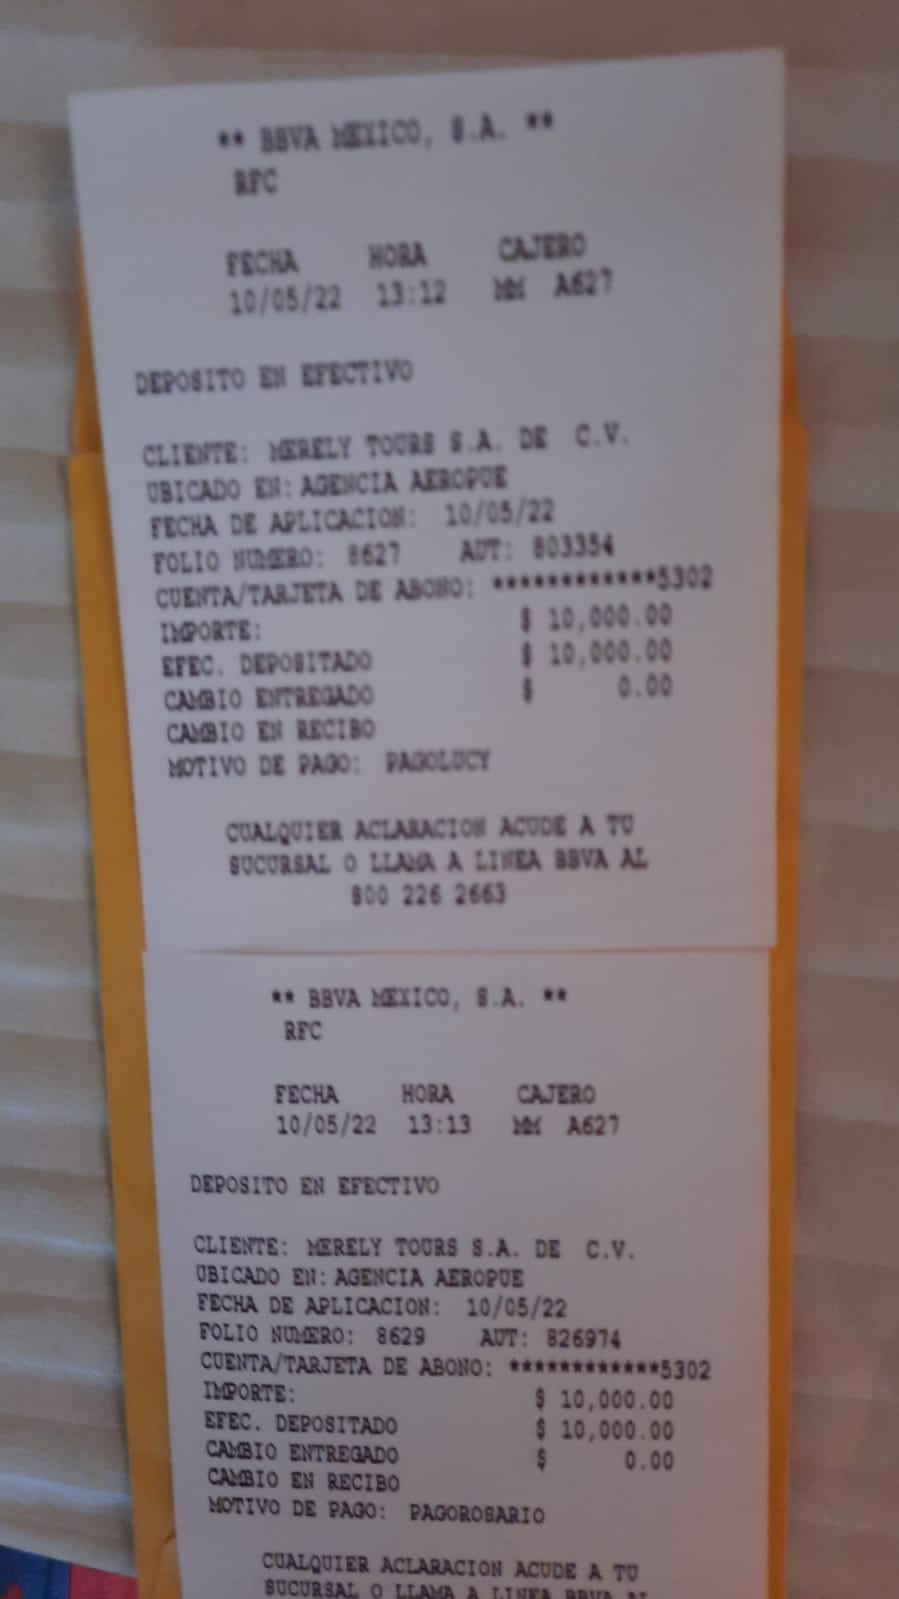 ** BBVA MEXICO, S.A. **
RFC
FECHA HORA CAJERO
10/05/22 13:12 MM A627
DEPOSITO EN EFECTIVO
CLIENTE: MERELY TOURS S.A. DE C.V.
UBICADO EN: AGENCIA AEROPUE
FECHA DE APLICACION: 10/05/22
FOLIO NUMERO: 8627 AUT: 803354
CUENTA/TARJETA DE ABONO: ************5302
IMPORTE: $ 10,000.00
EFEC. DEPOSITADO $ 10,000.00
CAMBIO ENTREGADO $ 0.00
CAMBIO EN RECIBO
MOTIVO DE PAGO: PAGOLUCY
CUALQUIER ACLARACION ACUDE A TU
SUCURSAL O LLAMA A LINEA BBVA AL
800 226 2663
** BBVA MEXICO, S.A. **
RFC
FECHA HORA CAJERO
10/05/22 13:13 MM A627
DEPOSITO EN EFECTIVO
CLIENTE: MERELY TOURS S.A. DE C.V.
UBICADO EN: AGENCIA AEROPUE
FECHA DE APLICACION: 10/05/22
FOLIO NUMERO: 8629 AUT: 826974
CUENTA/TARJETA DE ABONO: ************5302
IMPORTE: $ 10,000.00
EFEC. DEPOSITADO $ 10,000.00
CAMBIO ENTREGADO $ 0.00
CAMBIO EN RECIBO
MOTIVO DE PAGO: PAGOROSARIO
CUALQUIER ACLARACION ACUDE A TU
SUCURSAL O LLAMA A LINEA BBVA AL